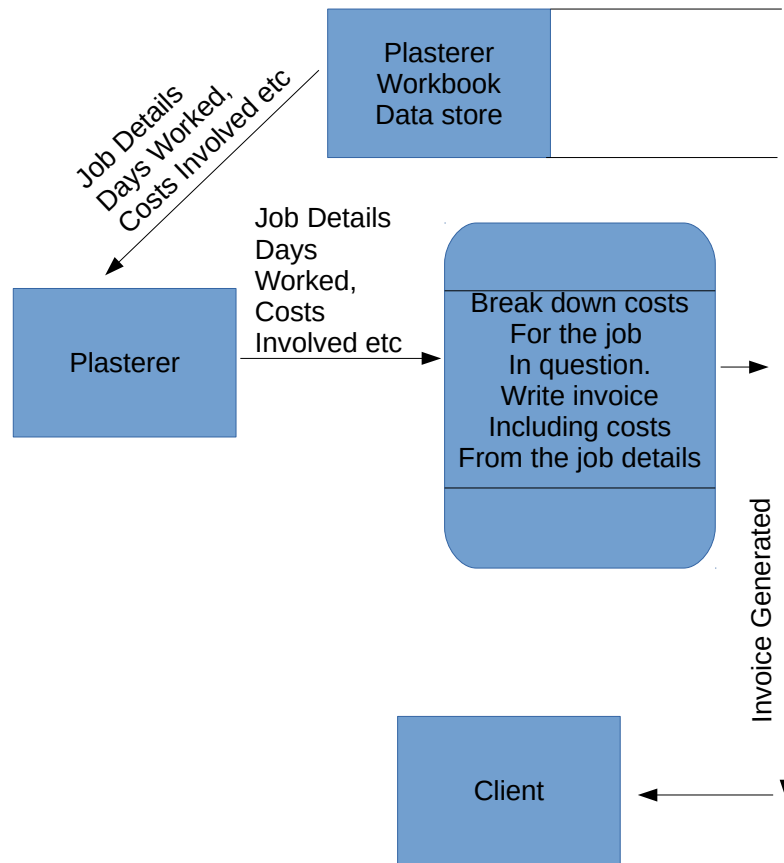 Plasterer
Workbook
Data store
Job Details
Days Worked,
Costs Involved etc
Job Details
Days
Worked,
Costs
Involved etc
Plasterer
Break down costs
For the job
In question.
Write invoice
Including costs
From the job details
Invoice Generated
Client